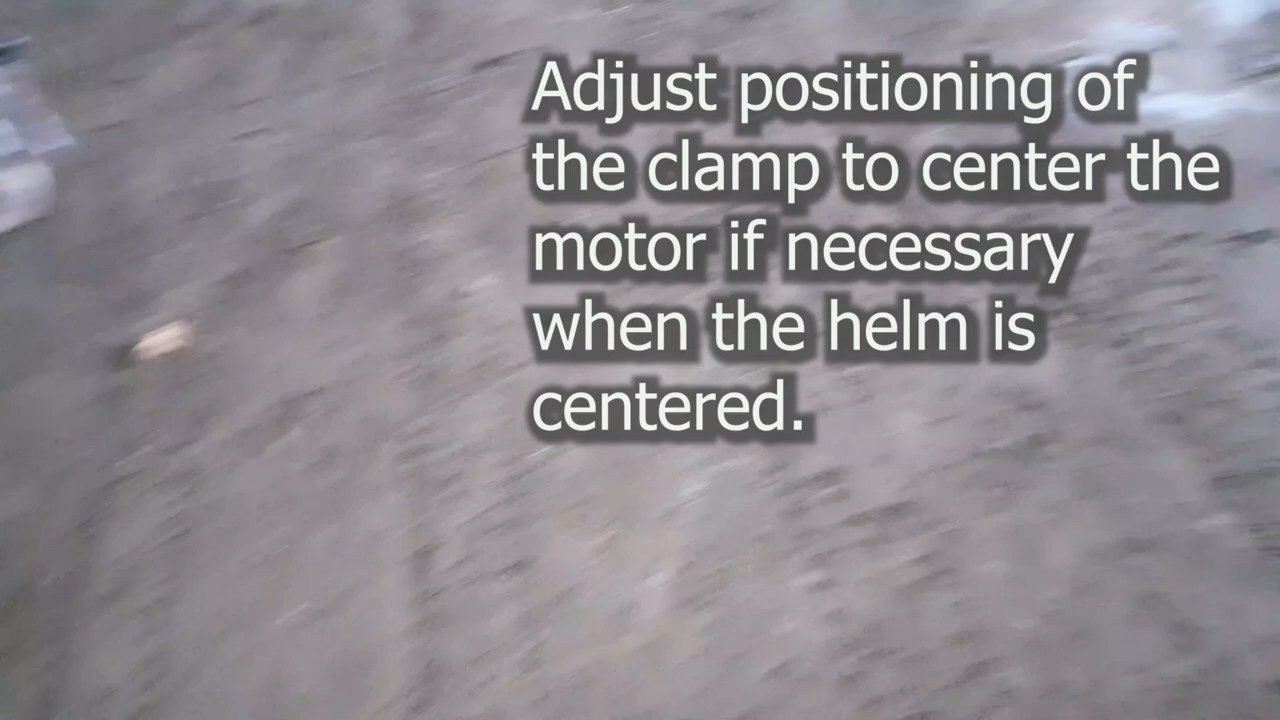 Adjust positioning of
the clamp to center the
motor if necessary
when the helm is
centered.